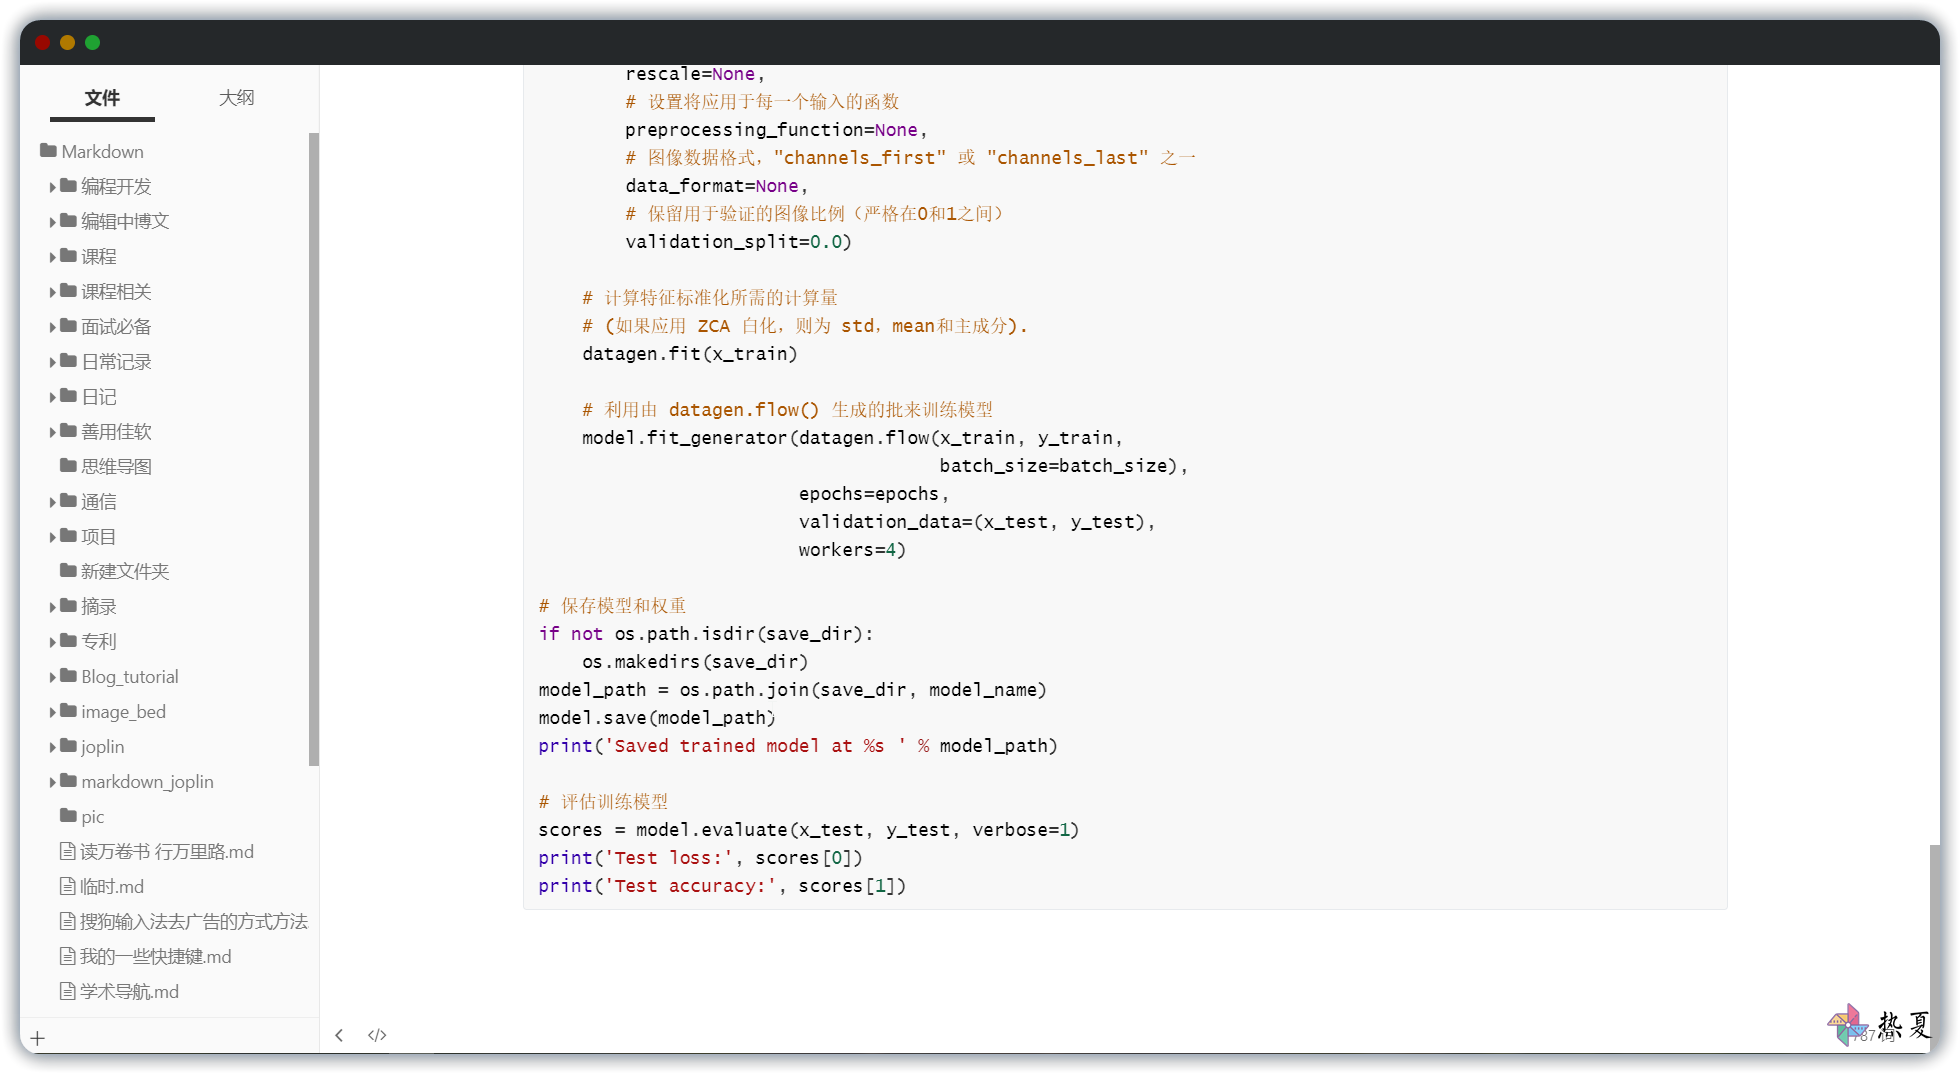 文件
大纲
Markdown
编程开发
编辑中博文
课程
课程相关
面试必备
日常记录
日记
善用佳软
思维导图
通信
项目
新建文件夹
摘录
专利
Blog_tutorial
image_bed
joplin
markdown_joplin
pic
读万卷书 行万里路.md
临时.md
搜狗输入法去广告的方式方法
我的一些快捷键.md
学术导航.md
rescale=None,
# 设置将应用于每一个输入的函数
preprocessing_function=None,
# 图像数据格式，"channels_first" 或 "channels_last" 之一
data_format=None,
# 保留用于验证的图像比例（严格在0和1之间）
validation_split=0.0)
# 计算特征标准化所需的计算量
# (如果应用 ZCA 白化，则为 std，mean和主成分).
datagen.fit(x_train)
# 利用由 datagen.flow() 生成的批来训练模型
model.fit_generator(datagen.flow(x_train, y_train,
batch_size=batch_size),
epochs=epochs,
validation_data=(x_test, y_test),
workers=4)
# 保存模型和权重
if not os.path.isdir(save_dir):
os.makedirs(save_dir)
model_path = os.path.join(save_dir, model_name)
model.save(model_path)
print('Saved trained model at %s ' % model_path)
# 评估训练模型
scores = model.evaluate(x_test, y_test, verbose=1)
print('Test loss:', scores[0])
print('Test accuracy:', scores[1])
</>
热夏